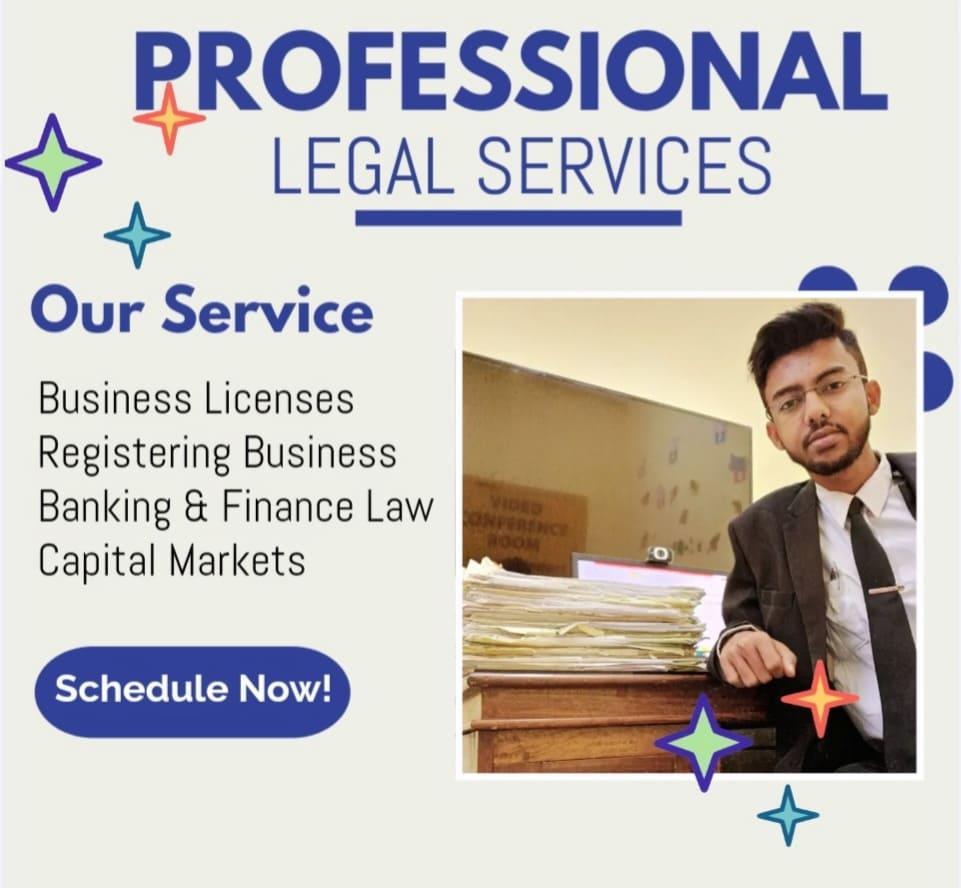 PROFESSIONAL
LEGAL SERVICES
Our Service
Business Licenses
Registering Business
Banking & Finance Law
Capital Markets
Schedule Now!
VIDEO
CONFERENCE
ROOM